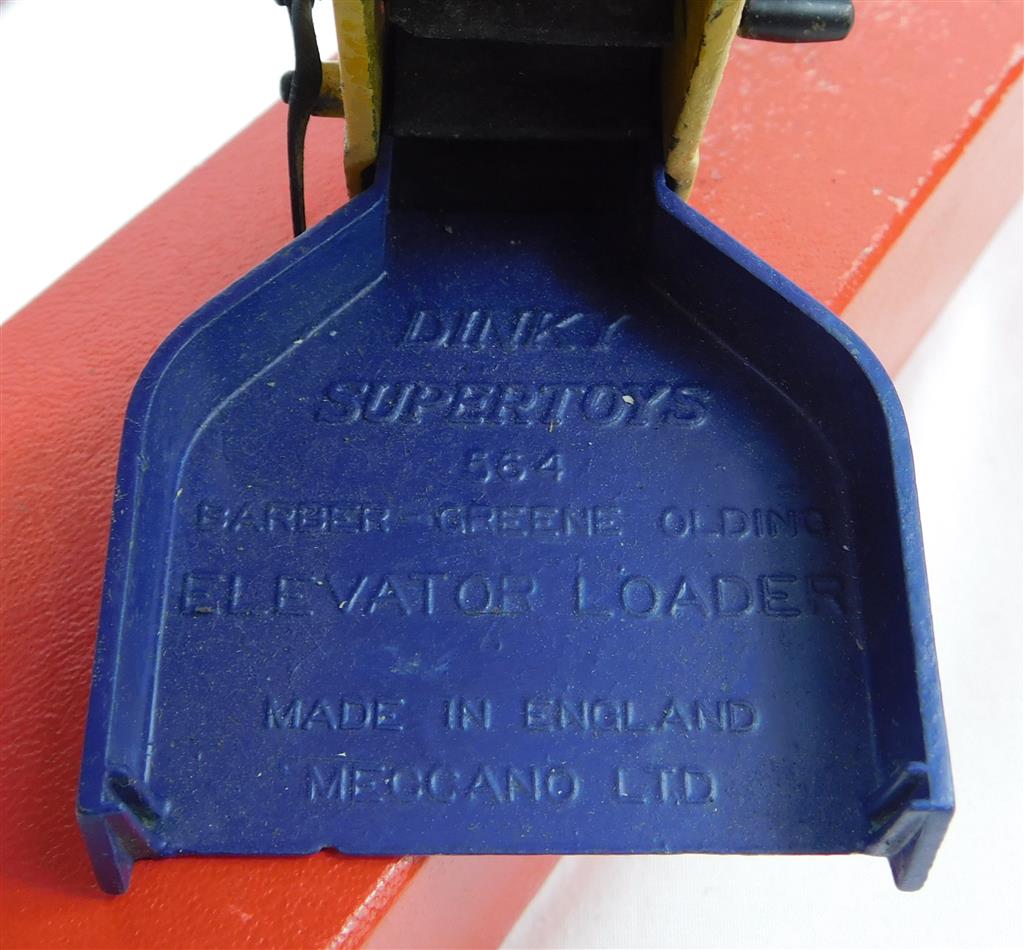 DINKY
SUPERTOYS
564
BARBER-GREENE OLDING
ELEVATOR LOADER
MADE IN ENGLAND
MECCANO LTD